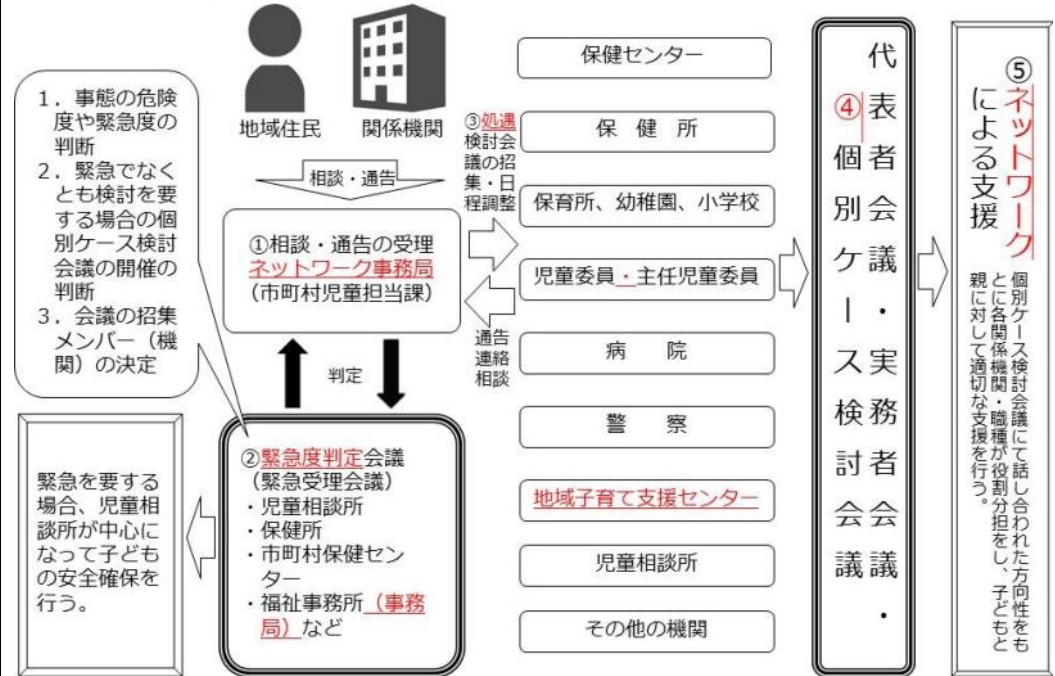 地域住民
関係機関
相談・通告
1．事態の危険
度や緊急度の
判断
2．緊急でなく
とも検討を要
する場合の個
別ケース検討
会議の開催の
判断
3．会議の招集
メンバー（機
関）の決定
①相談・通告の受理
ネットワーク事務局
（市町村児童担当課）
判定
②緊急度判定会議
（緊急受理会議）
・児童相談所
・保健所
・市町村保健セン
ター
・福祉事務所（事務
局）など
緊急を要する
場合、児童相
談所が中心に
なって子ども
の安全確保を
行う。
③処遇
検討会
議の招
集・日
程調整
通告
連絡
相談
保健センター
保　健　所
保育所、幼稚園、小学校
児童委員・主任児童委員
病　　院
警　　察
地域子育て支援センター
児童相談所
その他の機関
代表者会議・実務者会議・
④個別ケース検討会議
⑤ネットワーク
による支援
個別ケース検討会議にて話し合われた方向性をも
とに各関係機関・職種が役割分担をし、子どもと
親に対して適切な支援を行う。